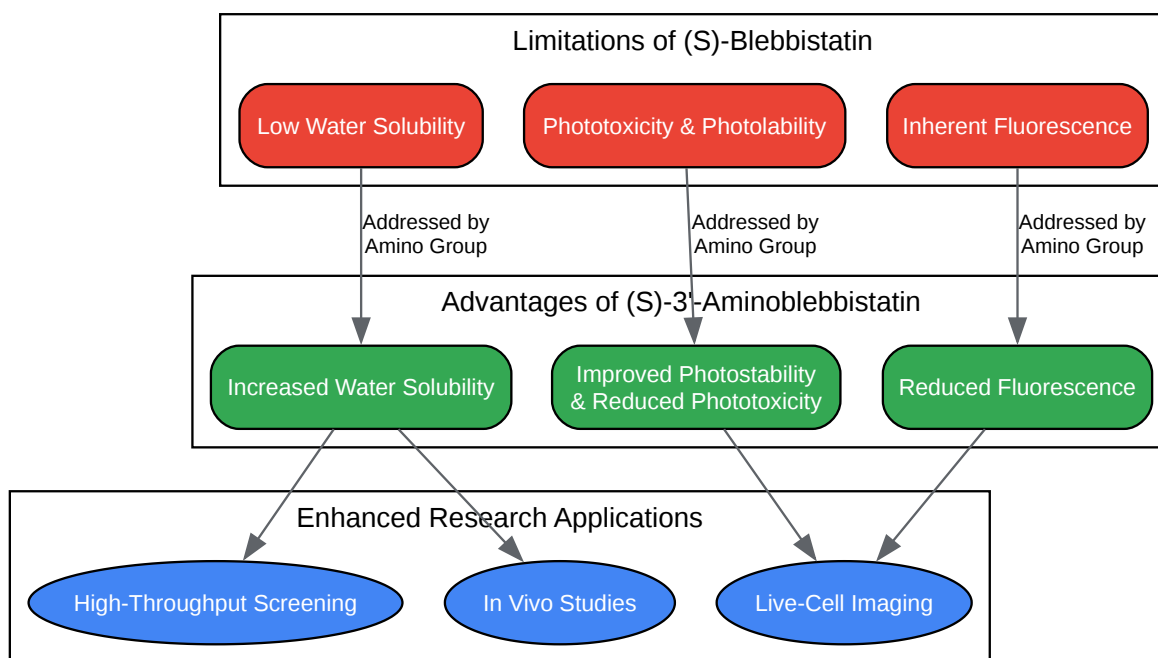 Limitations of (S)-Blebbistatin
Low Water Solubility
Phototoxicity & Photolability
Inherent Fluorescence
Addressed by
Amino Group
Addressed by
Amino Group
Addressed by
Amino Group
Advantages of (S)-3'-Aminoblebbistatin
Increased Water Solubility
Improved Photostability
& Reduced Phototoxicity
Reduced Fluorescence
Enhanced Research Applications
High-Throughput Screening
In Vivo Studies
Live-Cell Imaging